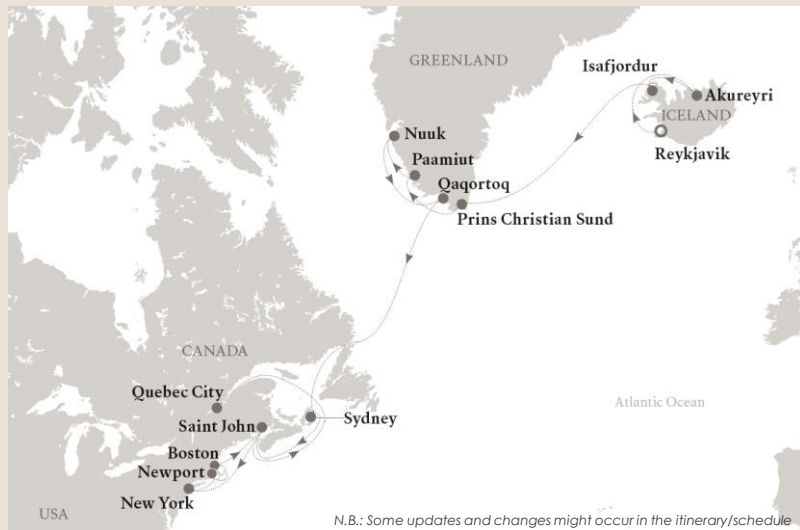 GREENLAND
Isafjordur
Akureyri
ICELAND
Reykjavik
Nuuk
Paamiut
Qaqortoq
Prins Christian Sund
CANADA
Quebec City
Saint John
Sydney
Atlantic Ocean
Boston
Newport
New York
USA
N.B.: Some updates and changes might occur in the itinerary/schedule